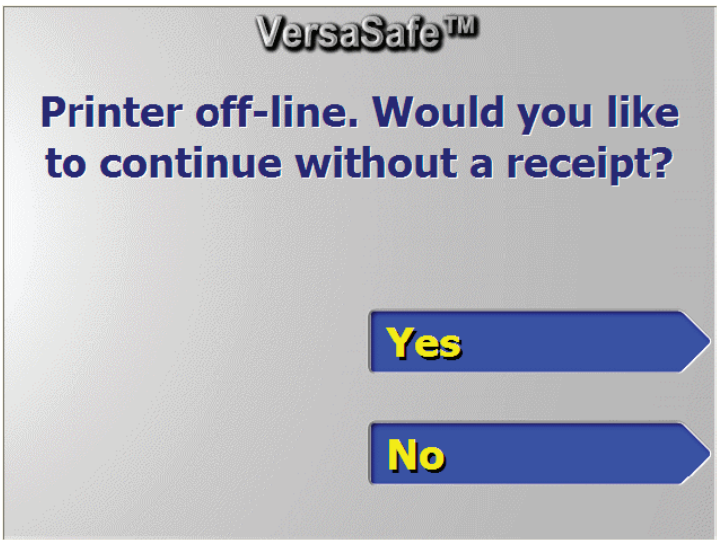 VersaSafe™
Printer off-line. Would you like
to continue without a receipt?
Yes
No